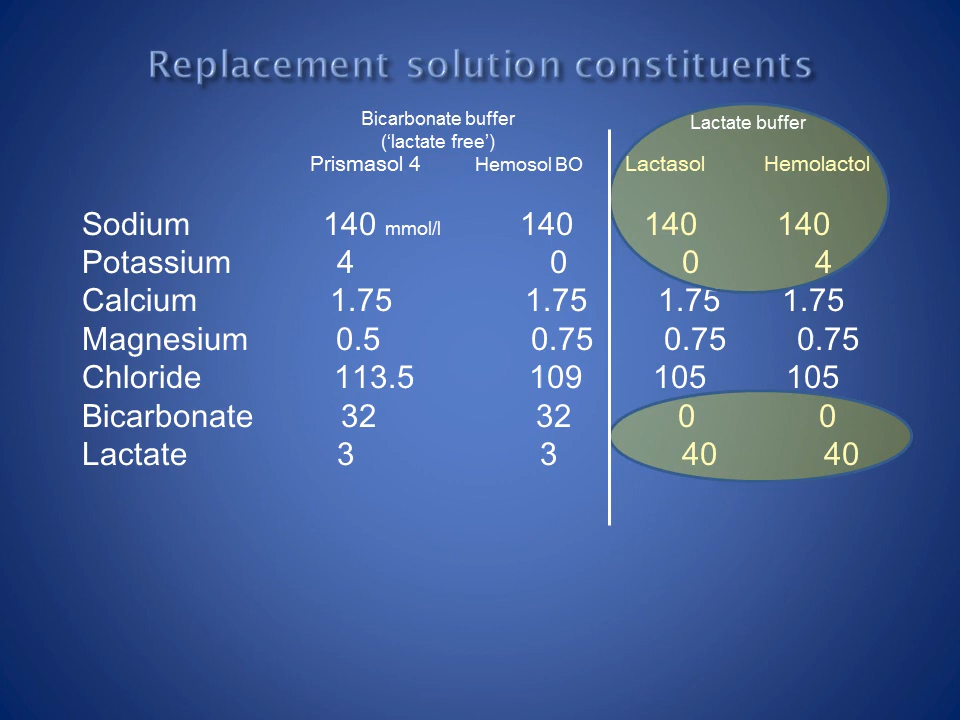 Replacement solution constituents
Bicarbonate buffer
(‘lactate free’)
Lactate buffer
Prismasol 4 Hemosol BO Lactasol Hemolactol
Sodium 140 mmol/l 140 140 140
Potassium 4 0 0 4
Calcium 1.75 1.75 1.75 1.75
Magnesium 0.5 0.75 0.75 0.75
Chloride 113.5 109 105 105
Bicarbonate 32 32 0 0
Lactate 3 3 40 40